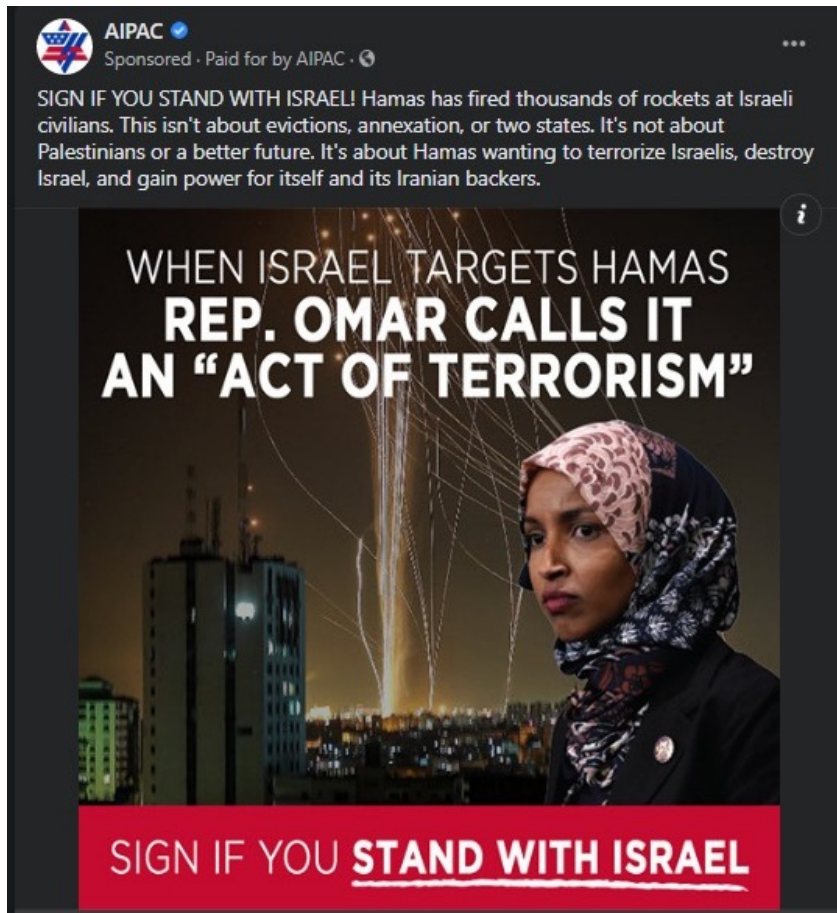 AIPAC
Sponsored · Paid for by AIPAC ·
SIGN IF YOU STAND WITH ISRAEL! Hamas has fired thousands of rockets at Israeli
civilians. This isn't about evictions, annexation, or two states. It's not about
Palestinians or a better future. It's about Hamas wanting to terrorize Israelis, destroy
Israel, and gain power for itself and its Iranian backers.
WHEN ISRAEL TARGETS HAMAS
REP. OMAR CALLS IT
AN “ACT OF TERRORISM”
SIGN IF YOU STAND WITH ISRAEL